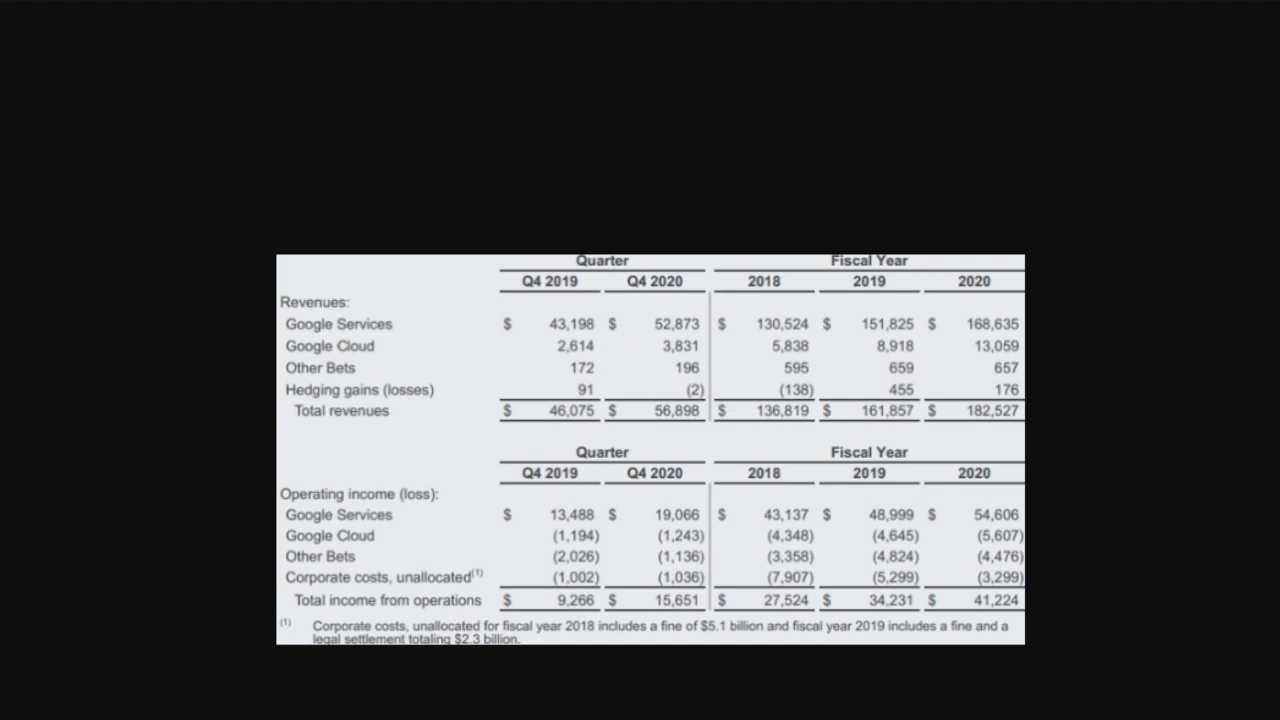 Quarter Fiscal Year
Q4 2019 Q4 2020 2018 2019 2020
Revenues:
Google Services $ 43,198 $ 52,873 $ 130,524 $ 151,825 $ 168,635
Google Cloud 2,614 3,831 5,838 8,918 13,059
Other Bets 172 196 595 659 657
Hedging gains (losses) 91 (2) (138) 455 176
Total revenues $ 46,075 $ 56,898 $ 136,819 $ 161,857 $ 182,527
Quarter Fiscal Year
Q4 2019 Q4 2020 2018 2019 2020
Operating income (loss):
Google Services $ 13,488 $ 19,066 $ 43,137 $ 48,999 $ 54,606
Google Cloud (1,194) (1,243) (4,348) (4,645) (5,607)
Other Bets (2,026) (1,136) (3,358) (4,824) (4,476)
Corporate costs, unallocated(1) (1,002) (1,036) (7,907) (5,299) (3,299)
Total income from operations $ 9,266 $ 15,651 $ 27,524 $ 34,231 $ 41,224
(1) Corporate costs, unallocated for fiscal year 2018 includes a fine of $5.1 billion and fiscal year 2019 includes a fine and a
legal settlement totaling $2.3 billion.